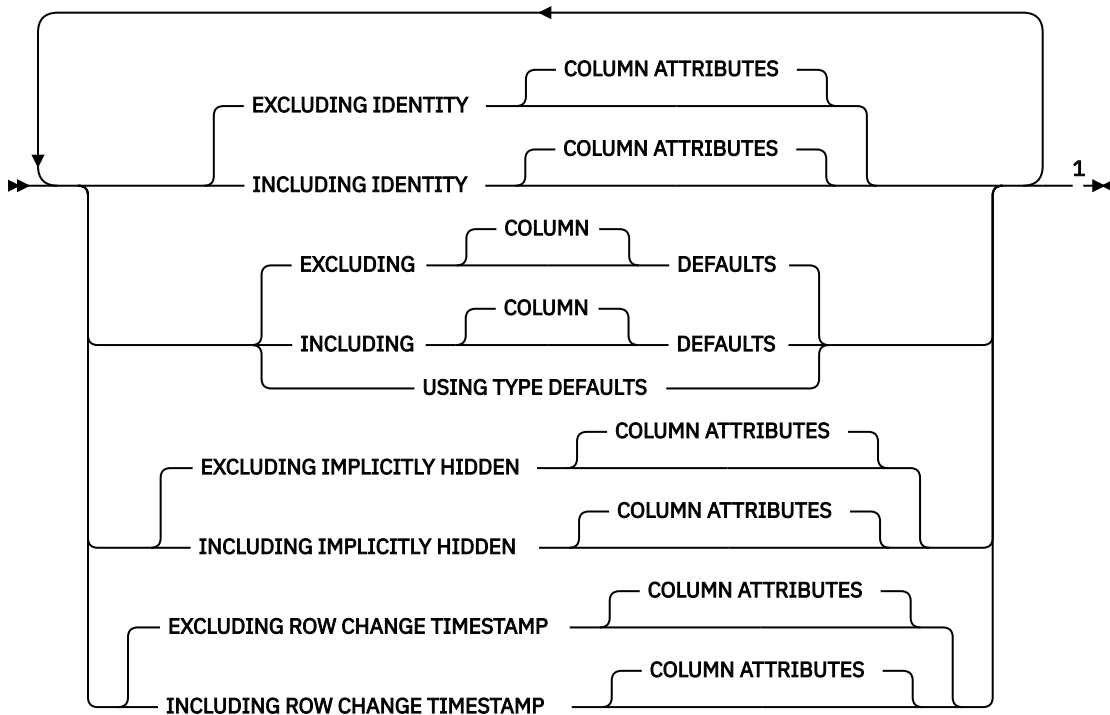 COLUMN ATTRIBUTES
EXCLUDING IDENTITY
COLUMN ATTRIBUTES
INCLUDING IDENTITY
1
COLUMN
EXCLUDING DEFAULTS
COLUMN
INCLUDING DEFAULTS
USING TYPE DEFAULTS
COLUMN ATTRIBUTES
EXCLUDING IMPLICITLY HIDDEN
COLUMN ATTRIBUTES
INCLUDING IMPLICITLY HIDDEN
COLUMN ATTRIBUTES
EXCLUDING ROW CHANGE TIMESTAMP
COLUMN ATTRIBUTES
INCLUDING ROW CHANGE TIMESTAMP